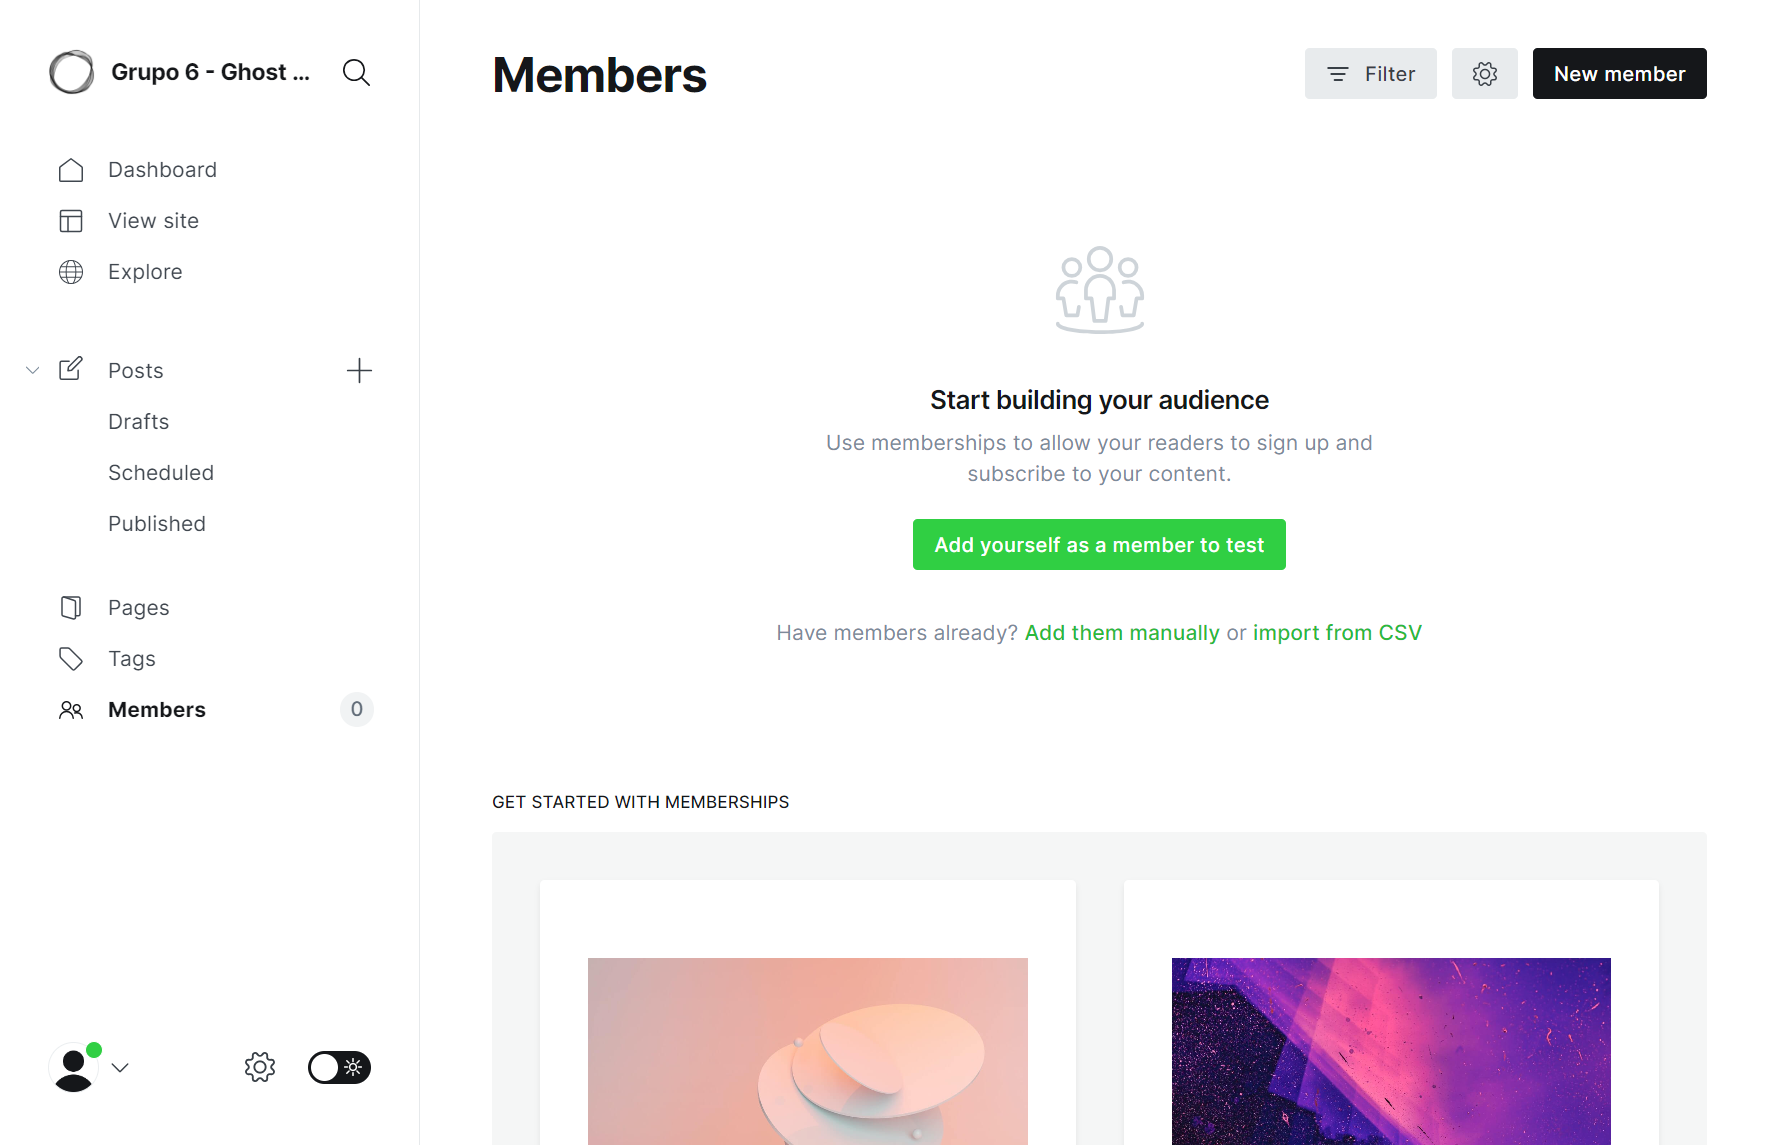 Grupo 6 - Ghost ...
Dashboard
View site
Explore
Posts
Drafts
Scheduled
Published
Pages
Tags
Members
0
Members
Filter
New member
Start building your audience
Use memberships to allow your readers to sign up and
subscribe to your content.
Add yourself as a member to test
Have members already? Add them manually or import from CSV
GET STARTED WITH MEMBERSHIPS